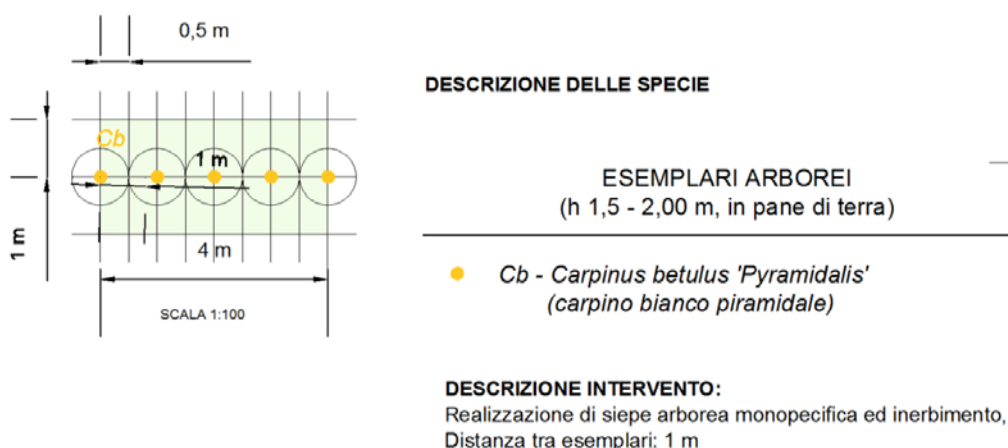 0,5 m
Cb
1 m
1 m
4 m
SCALA 1:100
DESCRIZIONE DELLE SPECIE
ESEMPLARI ARBOREI
(h 1,5 - 2,00 m, in pane di terra)
Cb - Carpinus betulus 'Pyramidalis'
(carpino bianco piramidale)
DESCRIZIONE INTERVENTO:
Realizzazione di siepe arborea monopecifica ed inerbimento,
Distanza tra esemplari: 1 m